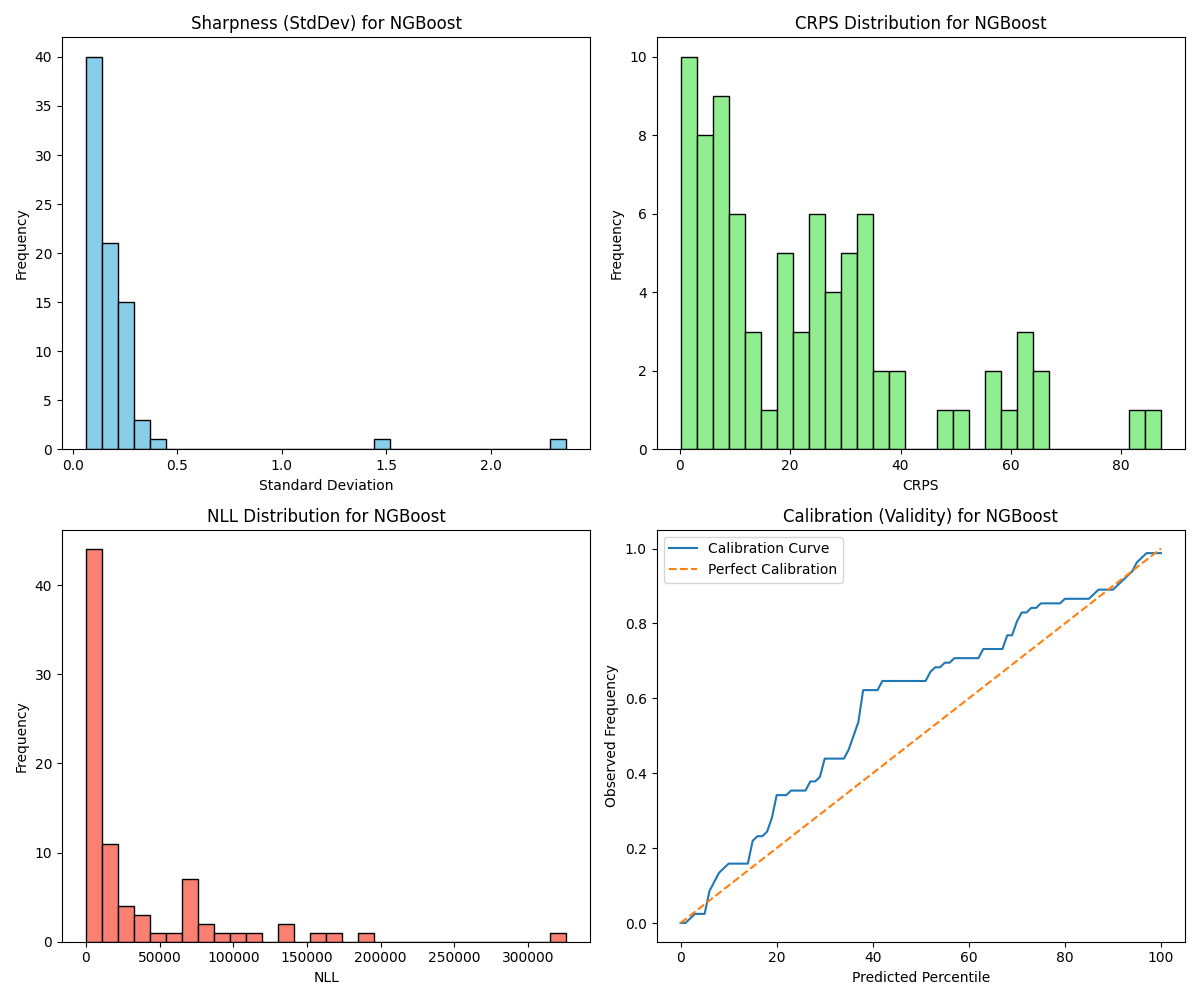 Sharpness (StdDev) for NGBoost
40
35
30
25
20
15
10
5
0
Frequency
0.0 0.5 1.0 1.5 2.0
Standard Deviation
CRPS Distribution for NGBoost
10
8
6
4
2
0
Frequency
0 20 40 60 80
CRPS
NLL Distribution for NGBoost
40
30
20
10
0
Frequency
0 50000 100000 150000 200000 250000 300000
NLL
Calibration (Validity) for NGBoost
Calibration Curve
Perfect Calibration
1.0
0.8
0.6
0.4
0.2
0.0
Observed Frequency
0 20 40 60 80 100
Predicted Percentile